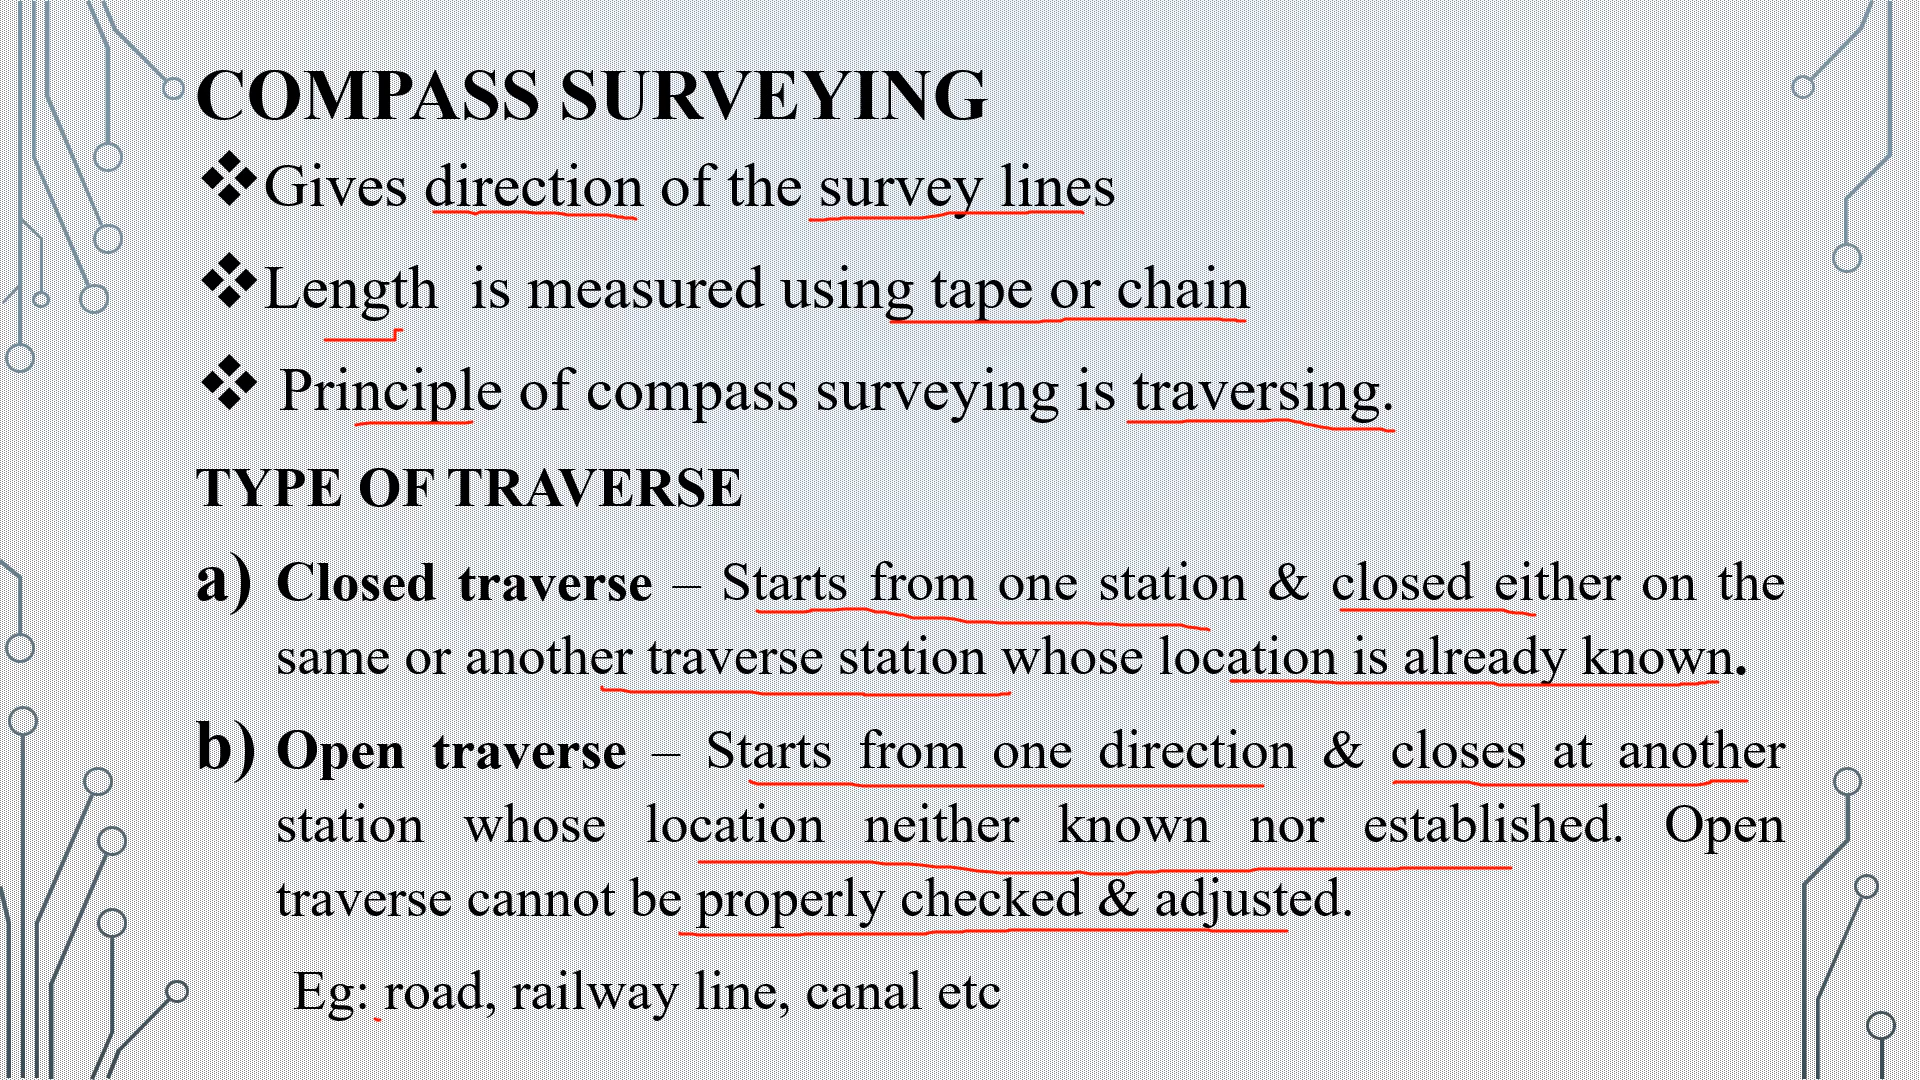 COMPASS SURVEYING
❖Gives direction of the survey lines
❖Length is measured using tape or chain
❖ Principle of compass surveying is traversing.
TYPE OF TRAVERSE
a) Closed traverse – Starts from one station & closed either on the
same or another traverse station whose location is already known.
b) Open traverse – Starts from one direction & closes at another
station whose location neither known nor established. Open
traverse cannot be properly checked & adjusted.
Eg: road, railway line, canal etc